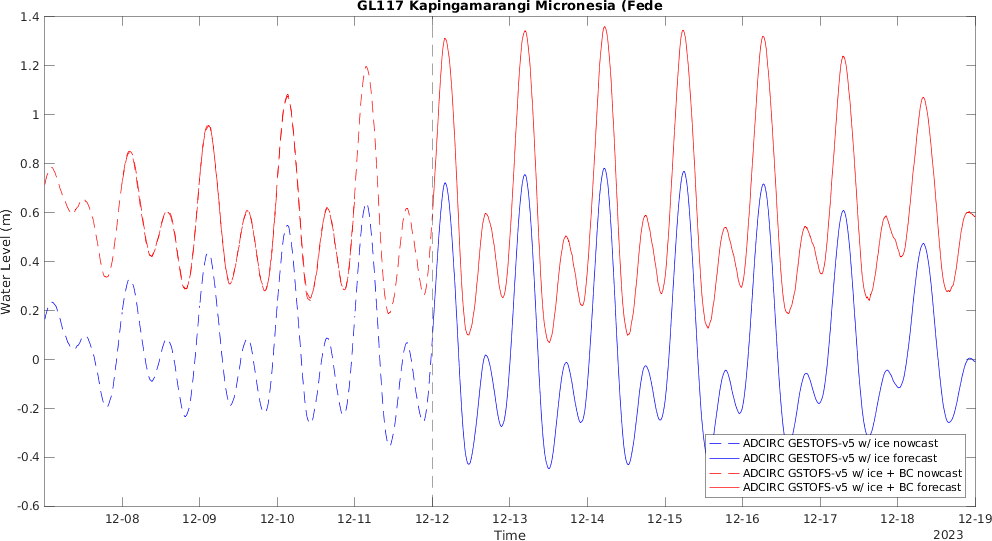 GL117 Kapingamarangi Micronesia (Fede
1.4
1.2
1
0.8
0.6
0.4
0.2
0
-0.2
-0.4
-0.6
Water Level (m)
ADCIRC GESTOFS-v5 w/ ice nowcast
ADCIRC GESTOFS-v5 w/ ice forecast
ADCIRC GSTOFS-v5 w/ ice + BC nowcast
ADCIRC GSTOFS-v5 w/ ice + BC forecast
12-08 12-09 12-10 12-11 12-12 12-13 12-14 12-15 12-16 12-17 12-18 12-19
Time
2023